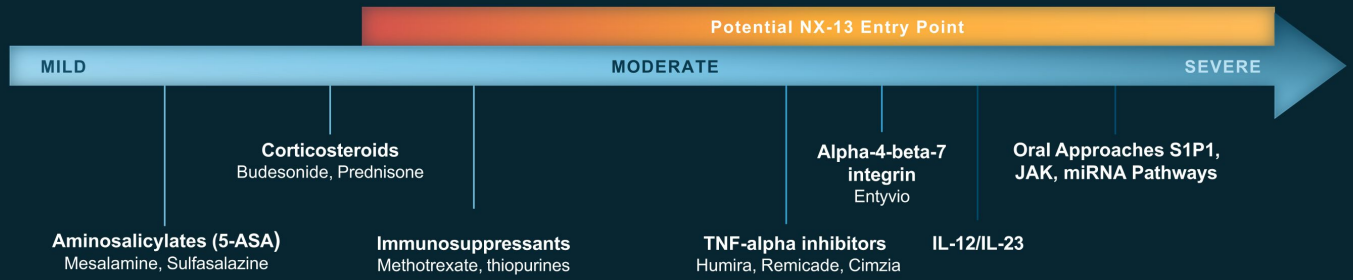 Potential NX-13 Entry Point
MILD
MODERATE
SEVERE
Corticosteroids
Budesonide, Prednisone
Alpha-4-beta-7
integrin
Entyvio
Oral Approaches S1P1,
JAK, miRNA Pathways
Aminosalicylates (5-ASA)
Mesalamine, Sulfasalazine
Immunosuppressants
Methotrexate, thiopurines
TNF-alpha inhibitors
Humira, Remicade, Cimzia
IL-12/IL-23